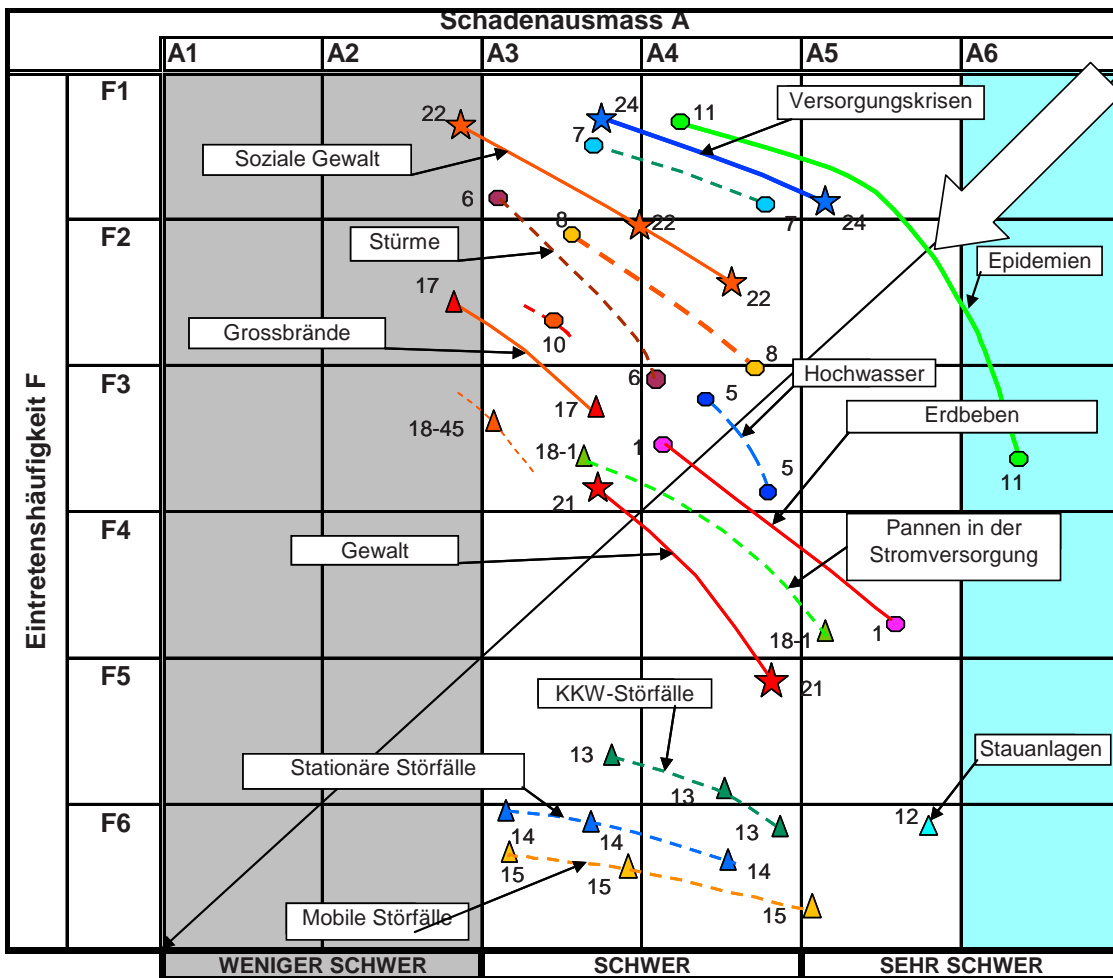 Schadenausmass A
A1 A2 A3 A4 A5 A6
F1
24
11
Versorgungskrisen
22
7
Soziale Gewalt
6
7
24
F2
8
22
Stürme
Epidemien
17
22
Grossbrände
10
8
F3
6
5
Hochwasser
17
Erdbeben
18-45
18-1
1
5
11
21
F4
Gewalt
Pannen in der
Stromversorgung
18-1
1
F5
21
KKW-Störfälle
13
Stauanlagen
Stationäre Störfälle
13
F6
12
14
14
13
15
15
14
15
Mobile Störfälle
Eintretenshäufigkeit F
WENIGER SCHWER SCHWER SEHR SCHWER